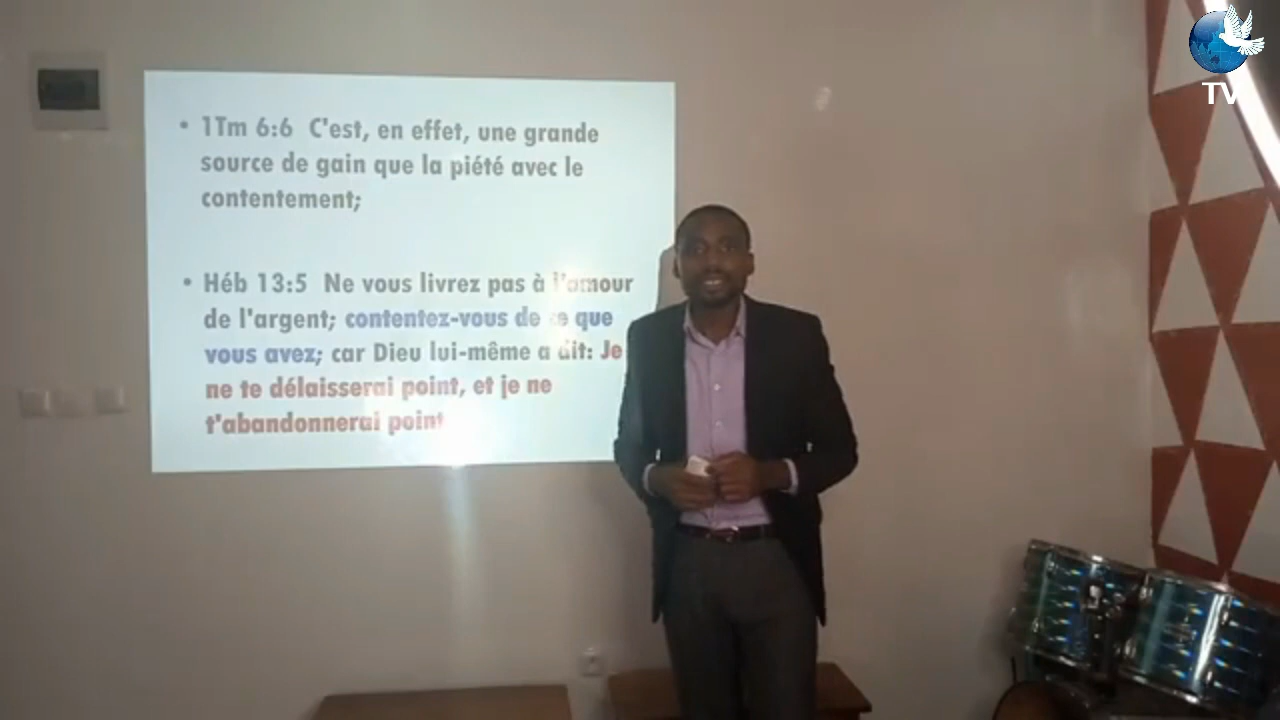 • 1Tm 6:6 C'est, en effet, une grande
source de gain que la piété avec le
contentement;
• Héb 13:5 Ne vous livrez pas à l'amour
de l'argent; contentez-vous de ce que
vous avez; car Dieu lui-même a dit: Je
ne te délaisserai point, et je ne
t'abandonnerai point
TV